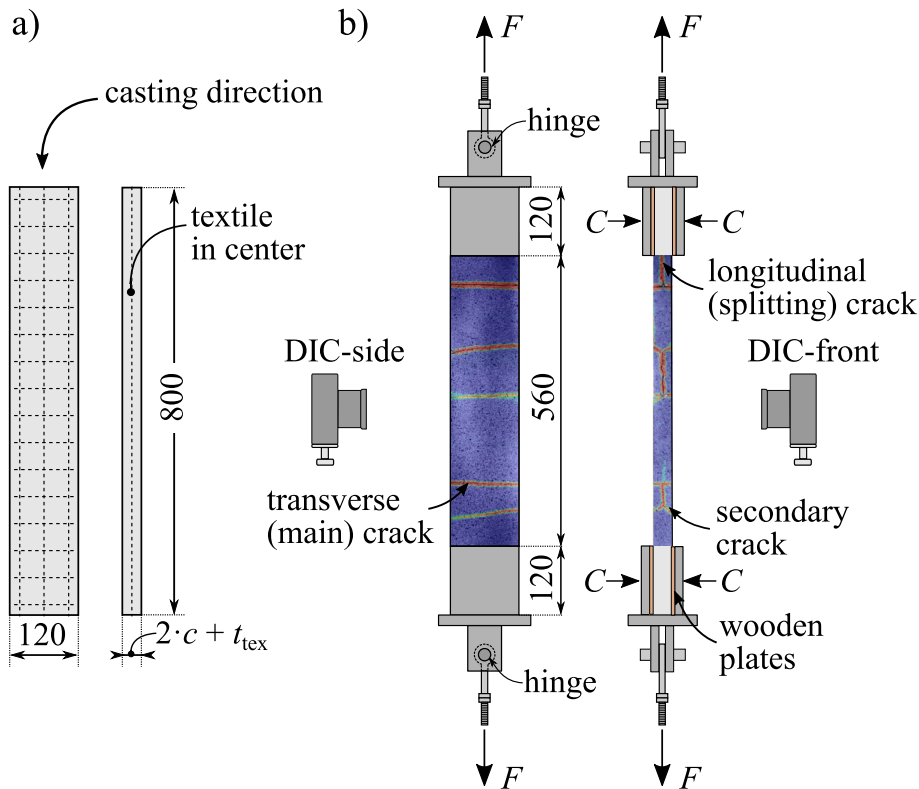 a)
casting direction
textile
in center
800
120
2·c + t_tex
b)
F
F
hinge
120
C
C
longitudinal
(splitting) crack
DIC-side
DIC-front
560
transverse
(main) crack
secondary
crack
120
C
C
wooden
plates
hinge
F
F